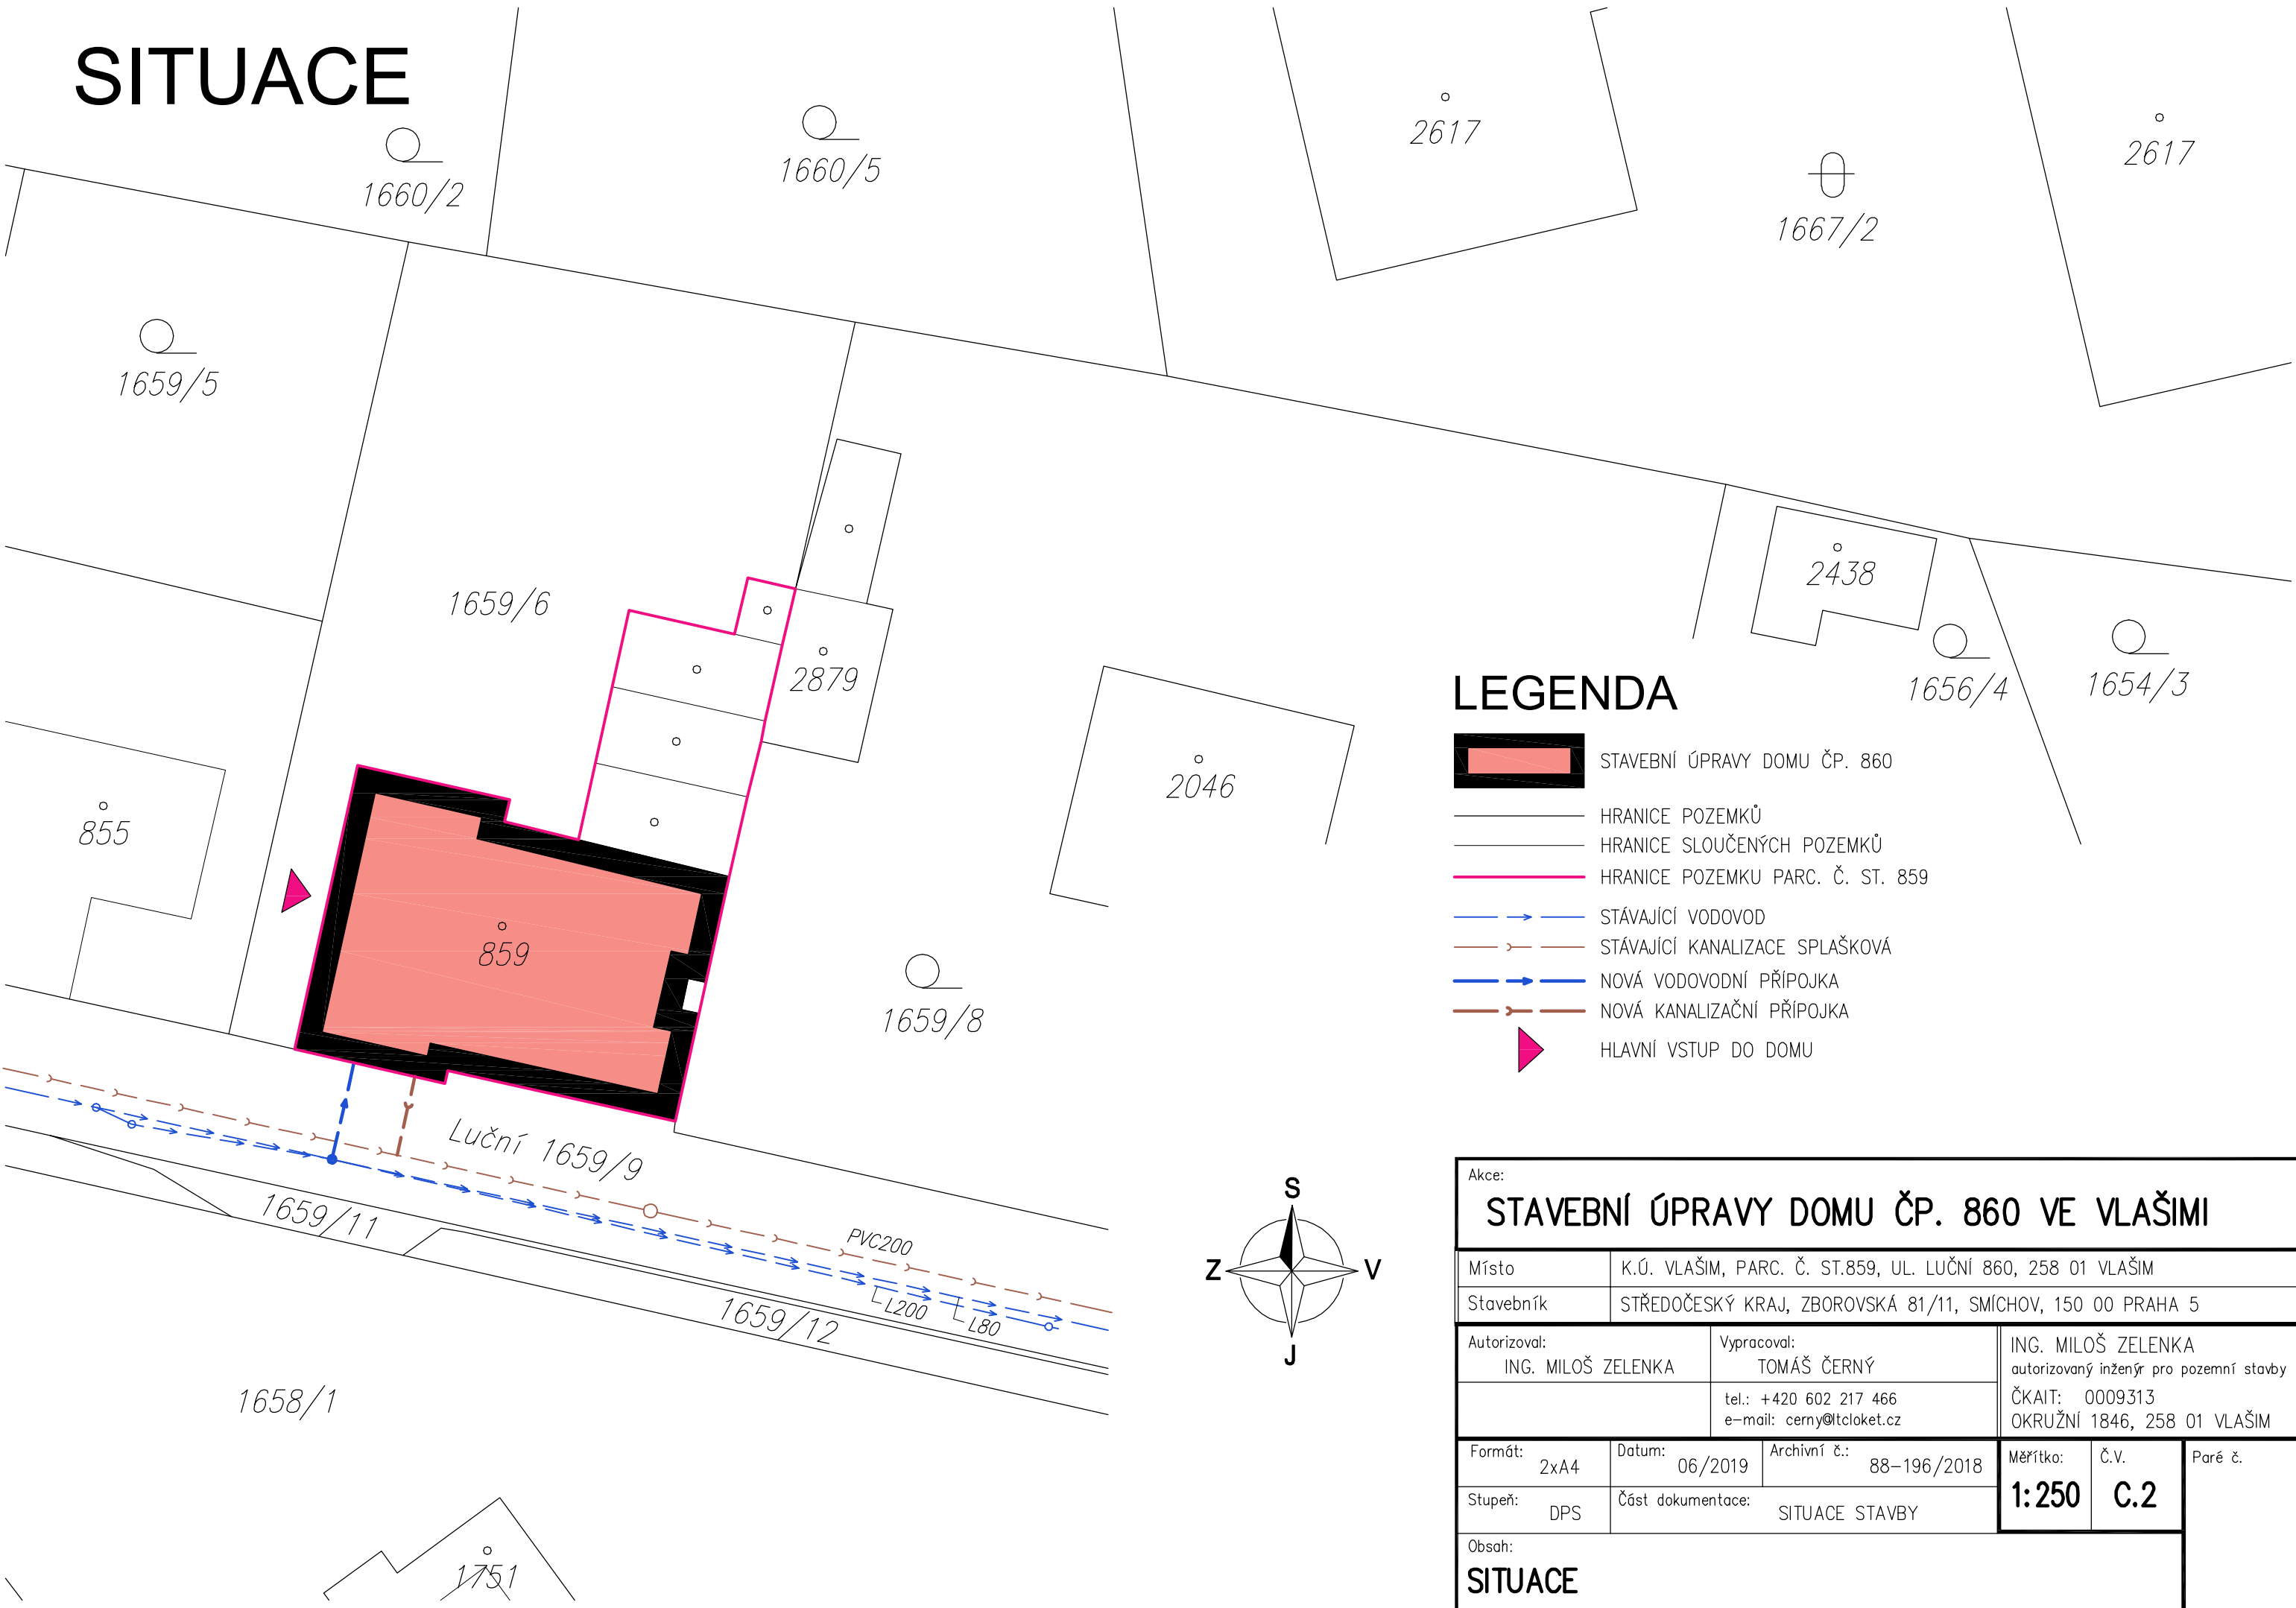 SITUACE
1660/2
1660/5
2617
1667/2
2617
1659/5
1659/6
2879
2438
1656/4
1654/3
2046
855
859
1659/8
Luční 1659/9
1659/11
1659/12
PVC200
L200
L80
1658/1
1751
LEGENDA
STAVEBNÍ ÚPRAVY DOMU ČP. 860
HRANICE POZEMKŮ
HRANICE SLOUČENÝCH POZEMKŮ
HRANICE POZEMKU PARC. Č. ST. 859
STÁVAJÍCÍ VODOVOD
STÁVAJÍCÍ KANALIZACE SPLAŠKOVÁ
NOVÁ VODOVODNÍ PŘÍPOJKA
NOVÁ KANALIZAČNÍ PŘÍPOJKA
HLAVNÍ VSTUP DO DOMU
S
Z
V
J
Akce:
STAVEBNÍ ÚPRAVY DOMU ČP. 860 VE VLAŠIMI
Místo
K.Ú. VLAŠIM, PARC. Č. ST.859, UL. LUČNÍ 860, 258 01 VLAŠIM
Stavebník
STŘEDOČESKÝ KRAJ, ZBOROVSKÁ 81/11, SMÍCHOV, 150 00 PRAHA 5
Autorizoval:
ING. MILOŠ ZELENKA
Vypracoval:
TOMÁŠ ČERNÝ
tel.: +420 602 217 466
e-mail: cerny@ltcloket.cz
ING. MILOŠ ZELENKA
autorizovaný inženýr pro pozemní stavby
ČKAIT: 0009313
OKRUŽNÍ 1846, 258 01 VLAŠIM
Formát:
2xA4
Datum:
06/2019
Archivní č.:
88-196/2018
Měřítko:
1:250
Č.V.
C.2
Paré č.
Stupeň:
DPS
Část dokumentace:
SITUACE STAVBY
Obsah:
SITUACE